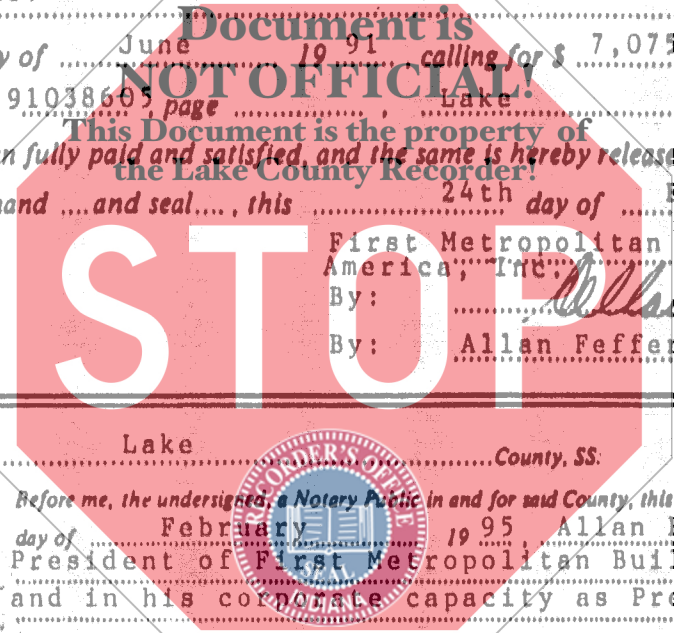 Document is
y of June 19 91 calling for $ 7,075
NOT OFFICIAL!
91038605, page , Lake
This Document is the property of
n fully paid and satisfied, and the same is hereby release
the Lake County Recorder!
hand .... and seal...., this 24th day of
First Metropolitan
America, Inc.
By:
By: Allan Feffer
STOP
Lake County, SS:
RECORDER'S OFFICE
Before me, the undersigned, a Notary Public in and for said County, this
day of February 19 95, Allan
President of First Metropolitan Buil
SEAL
and in his corporate capacity as Pre
INDIANA